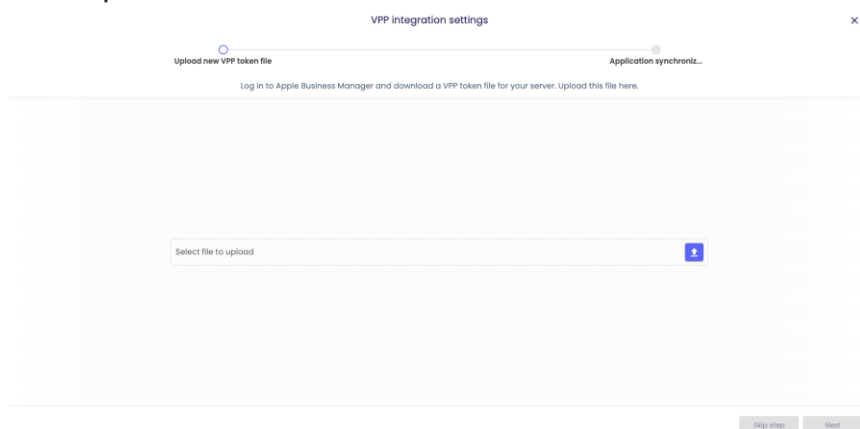 VPP integration settings
Upload new VPP token file
Application synchroniz...
Log in to Apple Business Manager and download a VPP token file for your server. Upload this file here.
Select file to upload
Skip step
Next